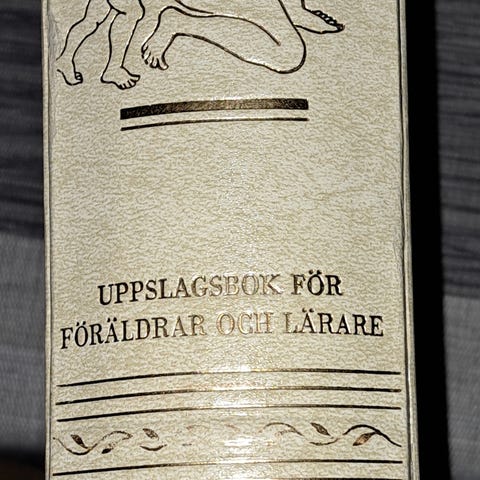 UPPSLAGSBOK FÖR
FÖRÄLDRAR OCH LÄRARE